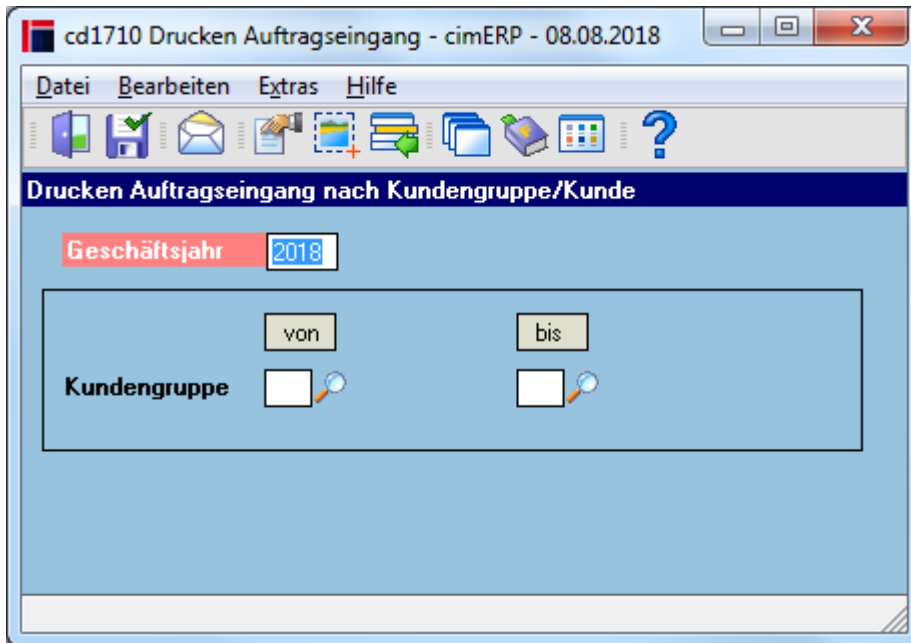 cd1710 Drucken Auftragseingang - cimERP - 08.08.2018
Datei Bearbeiten Extras Hilfe
Drucken Auftragseingang nach Kundengruppe/Kunde
Geschäftsjahr 2018
von bis
Kundengruppe